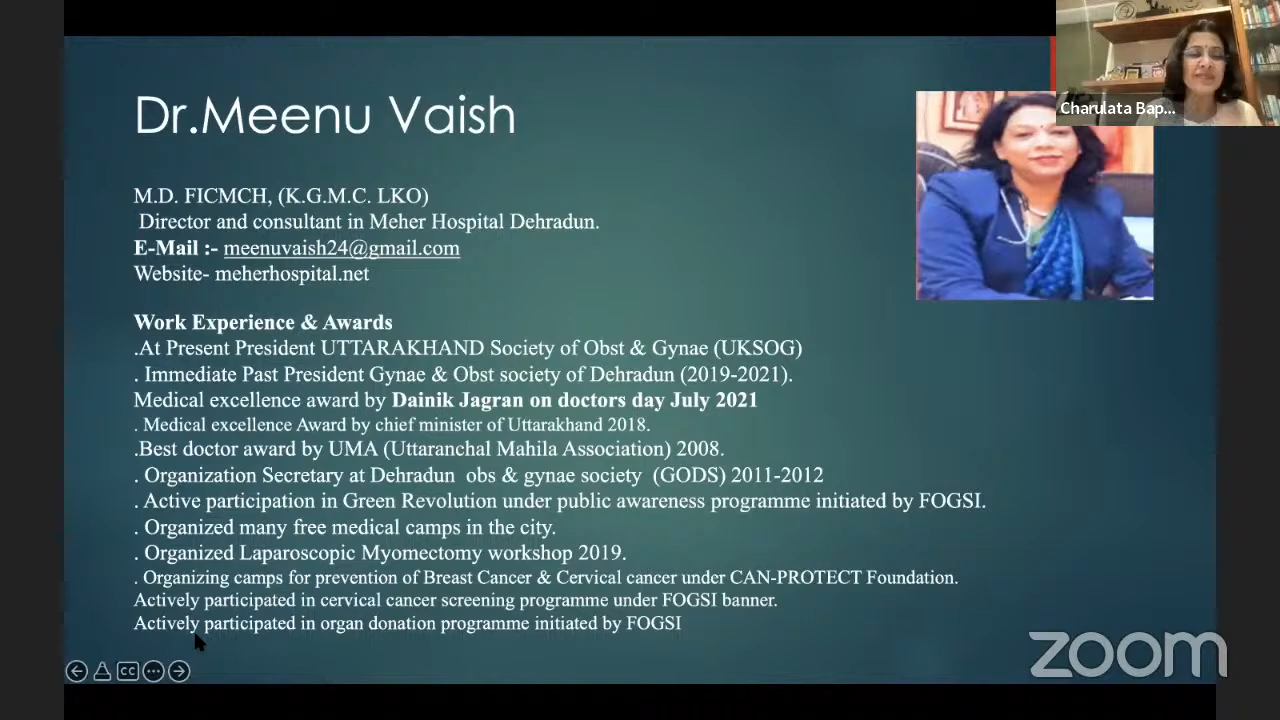 Dr.Meenu Vaish
Charulata Bap...
M.D. FICMCH, (K.G.M.C. LKO)
Director and consultant in Meher Hospital Dehradun.
E-Mail :- meenuvaish24@gmail.com
Website- meherhospital.net
Work Experience & Awards
.At Present President UTTARAKHAND Society of Obst & Gynae (UKSOG)
. Immediate Past President Gynae & Obst society of Dehradun (2019-2021).
Medical excellence award by Dainik Jagran on doctors day July 2021
. Medical excellence Award by chief minister of Uttarakhand 2018.
.Best doctor award by UMA (Uttaranchal Mahila Association) 2008.
. Organization Secretary at Dehradun obs & gynae society (GODS) 2011-2012
. Active participation in Green Revolution under public awareness programme initiated by FOGSI.
. Organized many free medical camps in the city.
. Organized Laparoscopic Myomectomy workshop 2019.
. Organizing camps for prevention of Breast Cancer & Cervical cancer under CAN-PROTECT Foundation.
Actively participated in cervical cancer screening programme under FOGSI banner.
Actively participated in organ donation programme initiated by FOGSI
CC
zoom